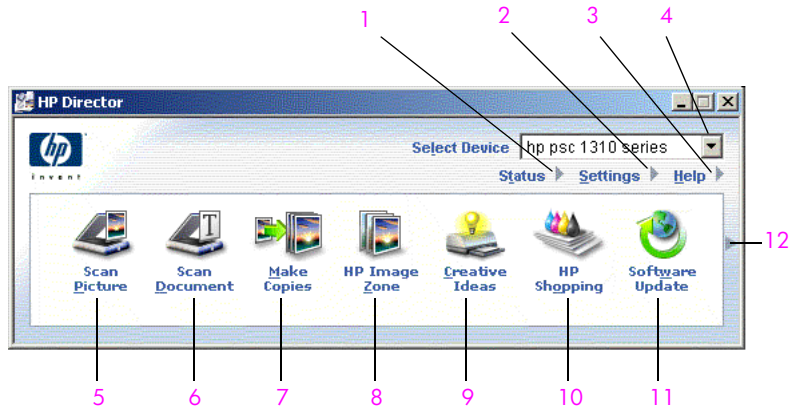 1 2 3 4
HP Director
hp
invent
Select Device hp psc 1310 series
Status Settings Help
Scan Picture
Scan Document
Make Copies
HP Image Zone
Creative Ideas
HP Shopping
Software Update
12
5 6 7 8 9 10 11